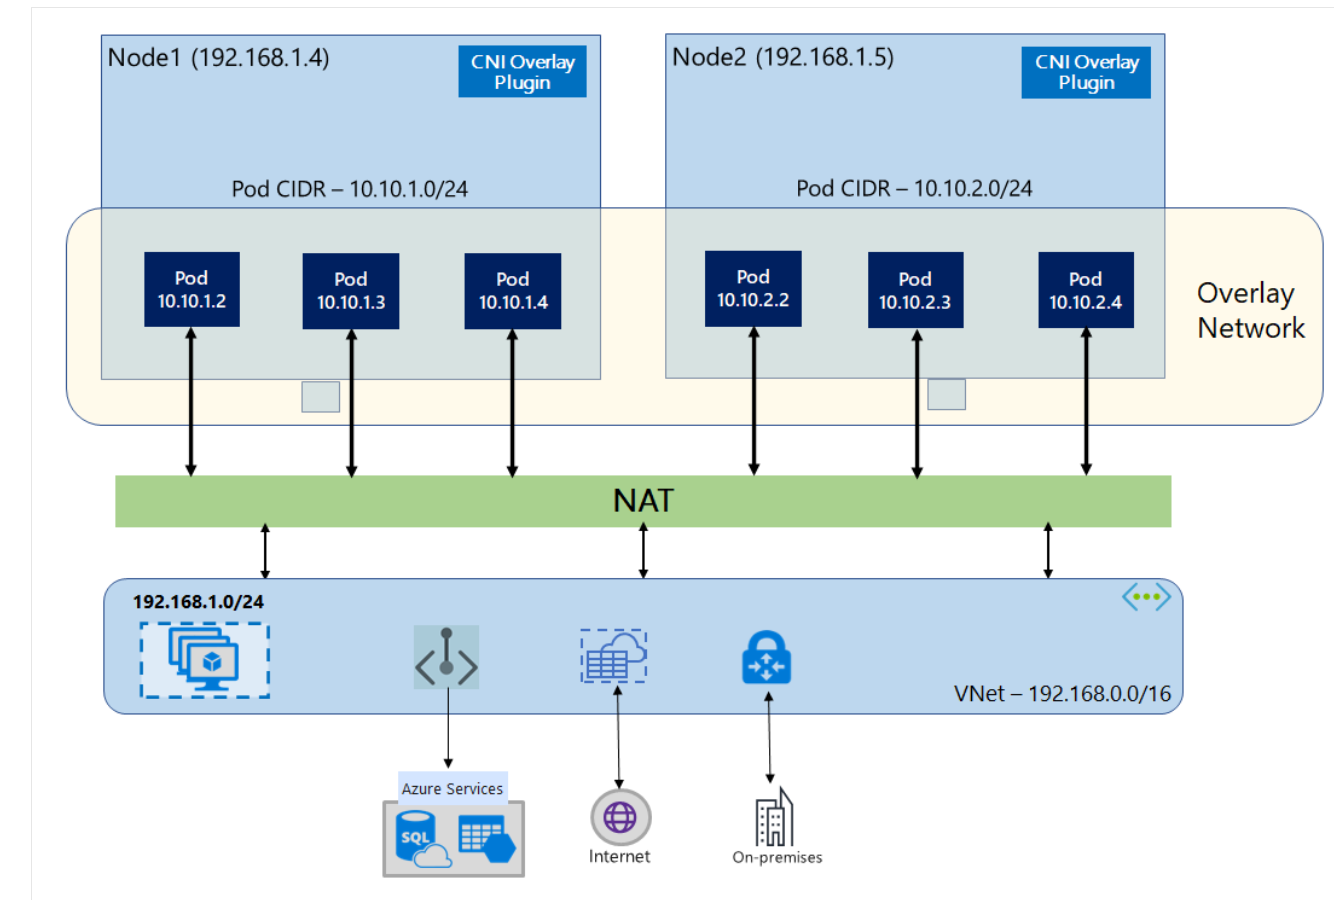 Node1 (192.168.1.4)
CNI Overlay
Plugin
Pod CIDR – 10.10.1.0/24
Node2 (192.168.1.5)
CNI Overlay
Plugin
Pod CIDR – 10.10.2.0/24
Pod
10.10.1.2
Pod
10.10.1.3
Pod
10.10.1.4
Pod
10.10.2.2
Pod
10.10.2.3
Pod
10.10.2.4
Overlay
Network
NAT
192.168.1.0/24
VNet – 192.168.0.0/16
Azure Services
SQL
Internet
On-premises